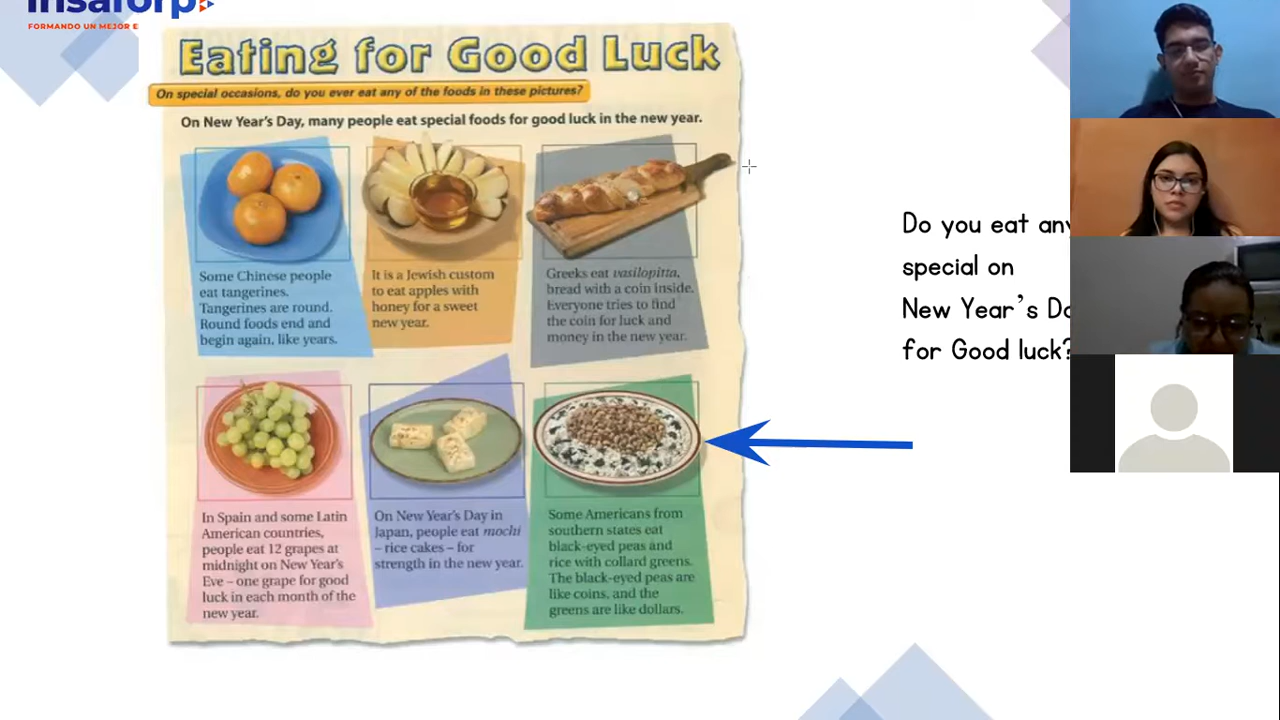 FORMANDO UN MEJOR E
Eating for Good Luck
On special occasions, do you ever eat any of the foods in these pictures?
On New Year's Day, many people eat special foods for good luck in the new year.
Some Chinese people
eat tangerines.
Tangerines are round.
Round foods end and
begin again, like years.
It is a Jewish custom
to eat apples with
honey for a sweet
new year.
Greeks eat vasilopitta,
bread with a coin inside.
Everyone tries to find
the coin for luck and
money in the new year.
In Spain and some Latin
American countries,
people eat 12 grapes at
midnight on New Year's
Eve – one grape for good
luck in each month of the
new year.
On New Year's Day in
Japan, people eat mochi
– rice cakes – for
strength in the new year.
Some Americans from
southern states eat
black-eyed peas and
rice with collard greens.
The black-eyed peas are
like coins, and the
greens are like dollars.
Do you eat any
special on
New Year's Da
for Good luck?